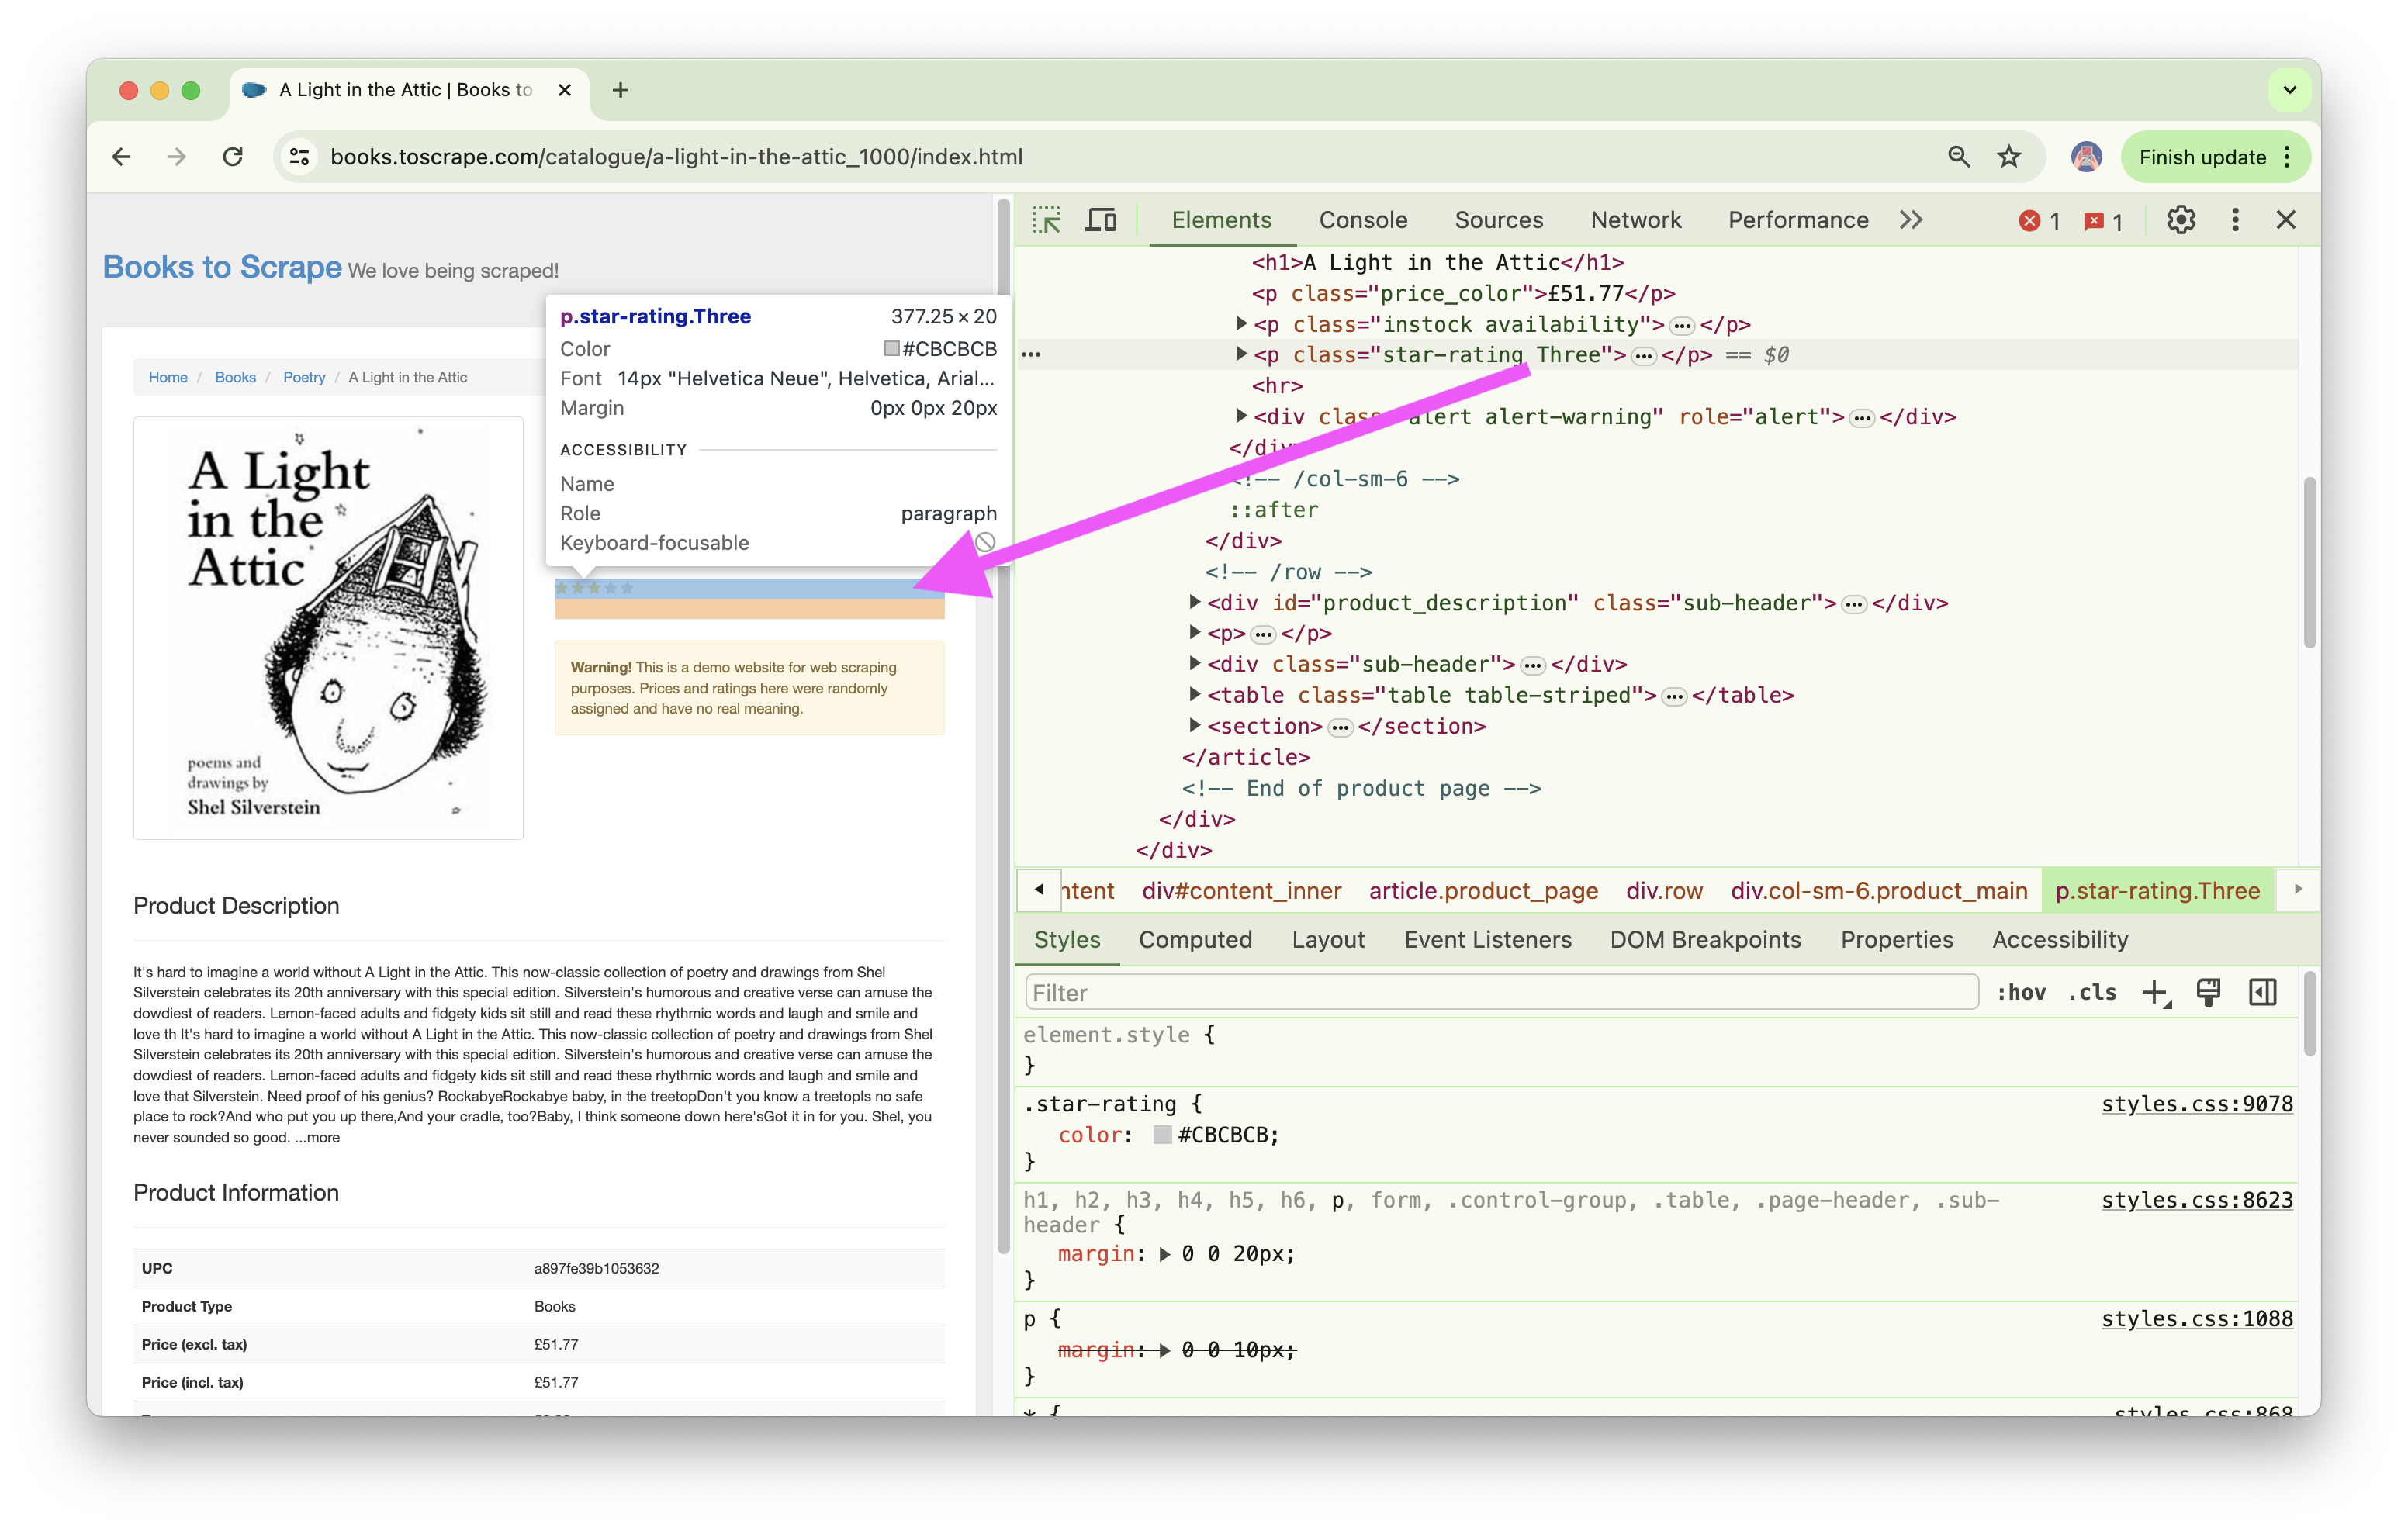 A Light in the Attic | Books to
books.toscrape.com/catalogue/a-light-in-the-attic_1000/index.html
Finish update
Books to Scrape We love being scraped!
Home / Books / Poetry / A Light in the Attic
p.star-rating.Three 377.25 × 20
Color #CBCBCB
Font 14px "Helvetica Neue", Helvetica, Arial...
Margin 0px 0px 20px
ACCESSIBILITY
Name
Role paragraph
Keyboard-focusable
A Light
in the
Attic
poems and
drawings by
Shel Silverstein
Warning! This is a demo website for web scraping
purposes. Prices and ratings here were randomly
assigned and have no real meaning.
Product Description
It's hard to imagine a world without A Light in the Attic. This now-classic collection of poetry and drawings from Shel
Silverstein celebrates its 20th anniversary with this special edition. Silverstein's humorous and creative verse can amuse the
dowdiest of readers. Lemon-faced adults and fidgety kids sit still and read these rhythmic words and laugh and smile and
love th It's hard to imagine a world without A Light in the Attic. This now-classic collection of poetry and drawings from Shel
Silverstein celebrates its 20th anniversary with this special edition. Silverstein's humorous and creative verse can amuse the
dowdiest of readers. Lemon-faced adults and fidgety kids sit still and read these rhythmic words and laugh and smile and
love that Silverstein. Need proof of his genius? RockabyeRockabye baby, in the treetopDon't you know a treetopIs no safe
place to rock?And who put you up there,And your cradle, too?Baby, I think someone down here'sGot it in for you. Shel, you
never sounded so good. ...more
Product Information
UPC a897fe39b1053632
Product Type Books
Price (excl. tax) £51.77
Price (incl. tax) £51.77
Elements Console Sources Network Performance 1 1
<h1>A Light in the Attic</h1>
<p class="price_color">£51.77</p>
<p class="instock availability">…</p>
<p class="star-rating Three">…</p> == $0
<hr>
<div clas alert alert-warning" role="alert">…</div>
</div>
<!-- /col-sm-6 -->
::after
</div>
<!-- /row -->
<div id="product_description" class="sub-header">…</div>
<p>…</p>
<div class="sub-header">…</div>
<table class="table table-striped">…</table>
<section>…</section>
</article>
<!-- End of product page -->
</div>
</div>
ntent div#content_inner article.product_page div.row div.col-sm-6.product_main p.star-rating.Three
Styles Computed Layout Event Listeners DOM Breakpoints Properties Accessibility
Filter :hov .cls
element.style {
}
.star-rating { styles.css:9078
color: #CBCBCB;
}
h1, h2, h3, h4, h5, h6, p, form, .control-group, .table, .page-header, .sub- styles.css:8623
header {
margin: 0 0 20px;
}
p { styles.css:1088
margin: 0 0 10px;
}
* { styles.css:868